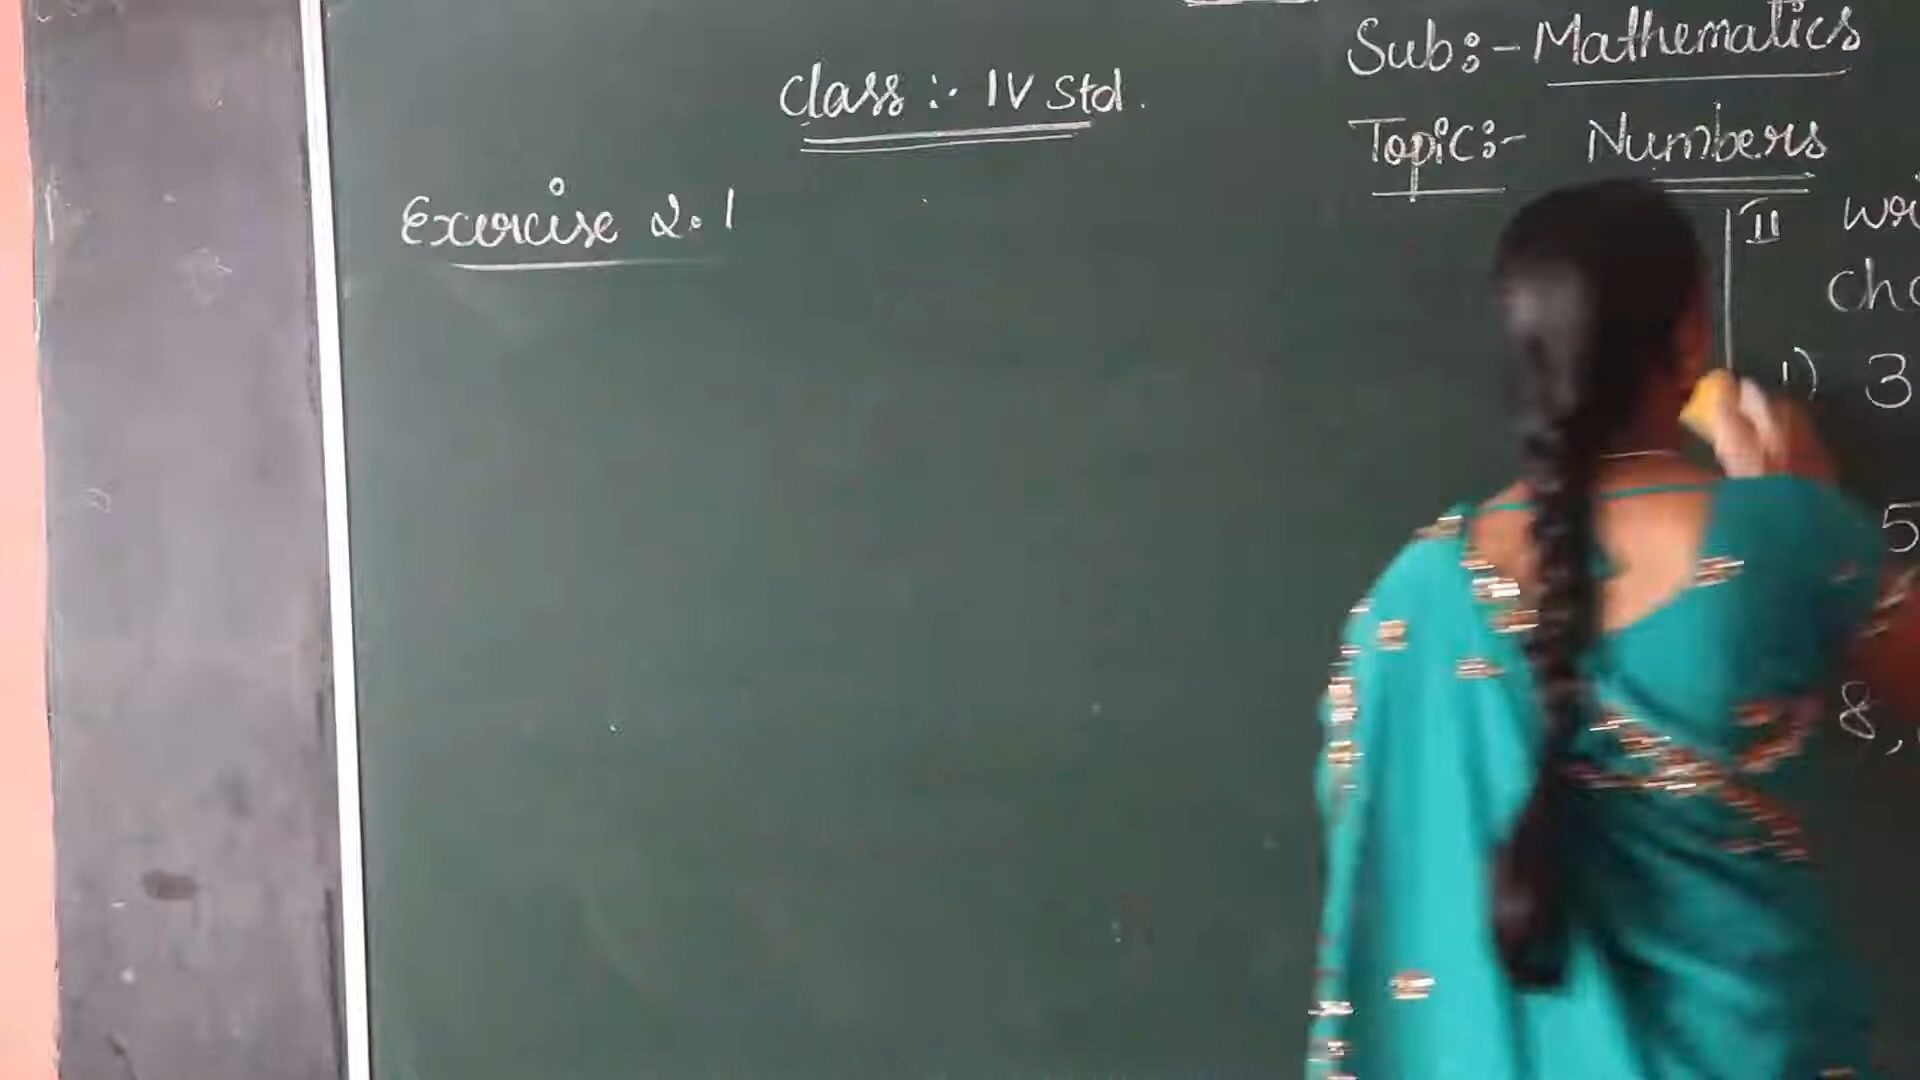 Class :- IV Std.
Sub:- Mathematics
Topic:- Numbers
Exercise 2.1
II
1) 3
5
8,